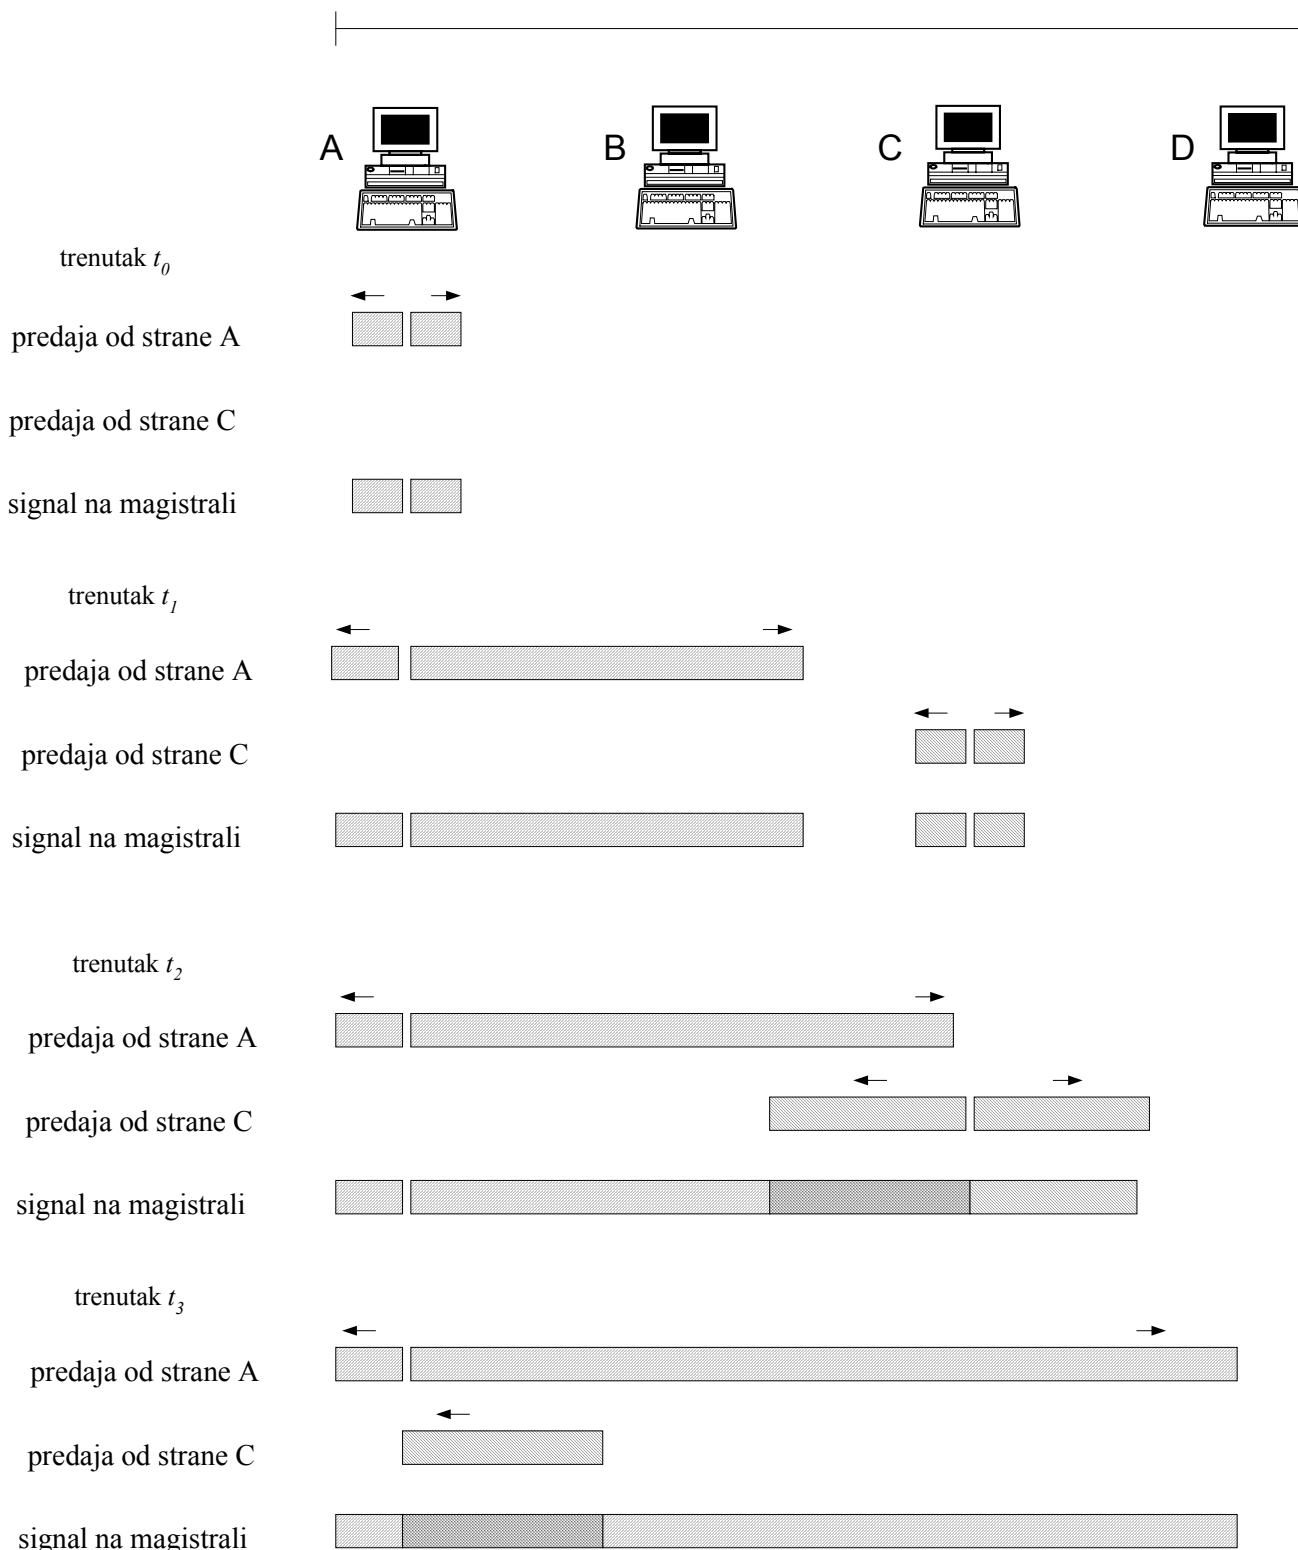 A B C D
trenutak t0
predaja od strane A
predaja od strane C
signal na magistrali
trenutak t1
predaja od strane A
predaja od strane C
signal na magistrali
trenutak t2
predaja od strane A
predaja od strane C
signal na magistrali
trenutak t3
predaja od strane A
predaja od strane C
signal na magistrali